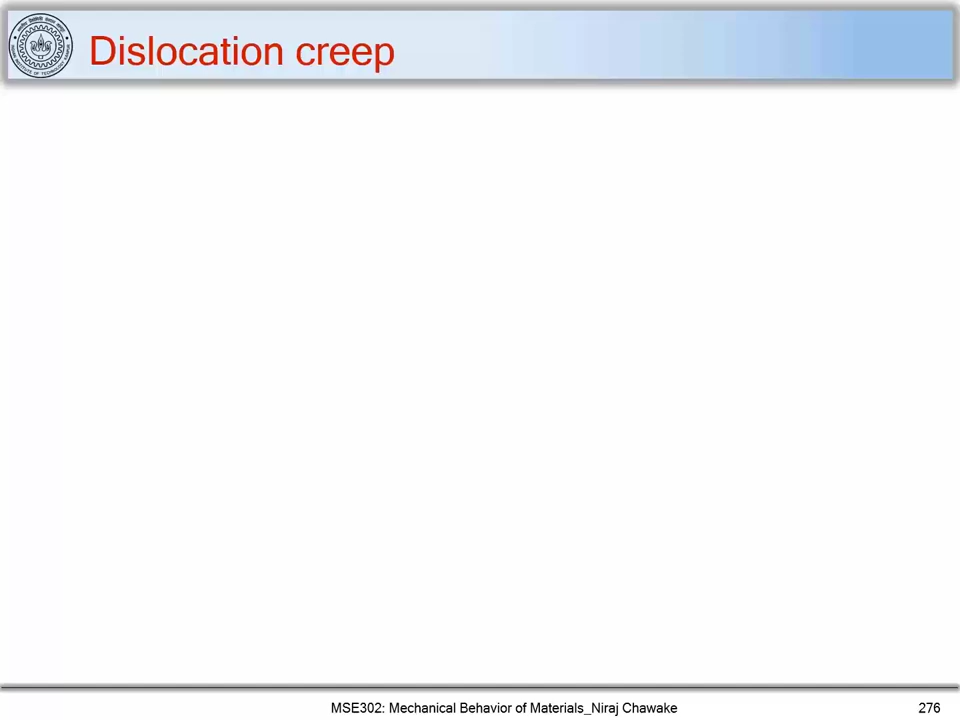 Dislocation creep
MSE302: Mechanical Behavior of Materials_Niraj Chawake
276